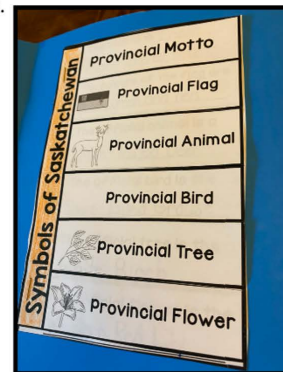 Symbols of Saskatchewan
Provincial Motto
Provincial Flag
Provincial Animal
Provincial Bird
Provincial Tree
Provincial Flower